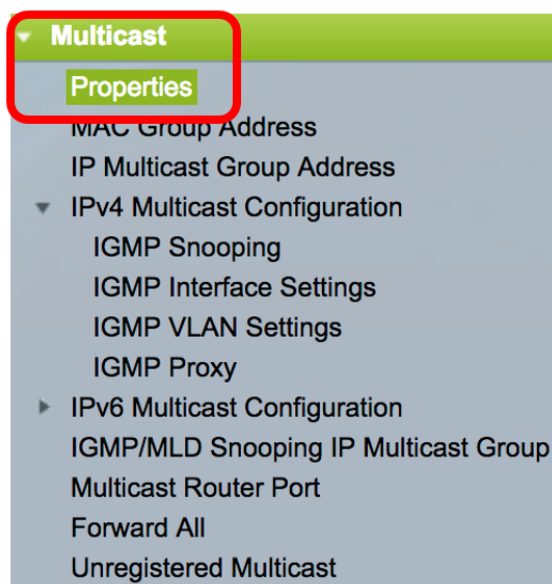 Multicast
Properties
MAC Group Address
IP Multicast Group Address
IPv4 Multicast Configuration
IGMP Snooping
IGMP Interface Settings
IGMP VLAN Settings
IGMP Proxy
IPv6 Multicast Configuration
IGMP/MLD Snooping IP Multicast Group
Multicast Router Port
Forward All
Unregistered Multicast